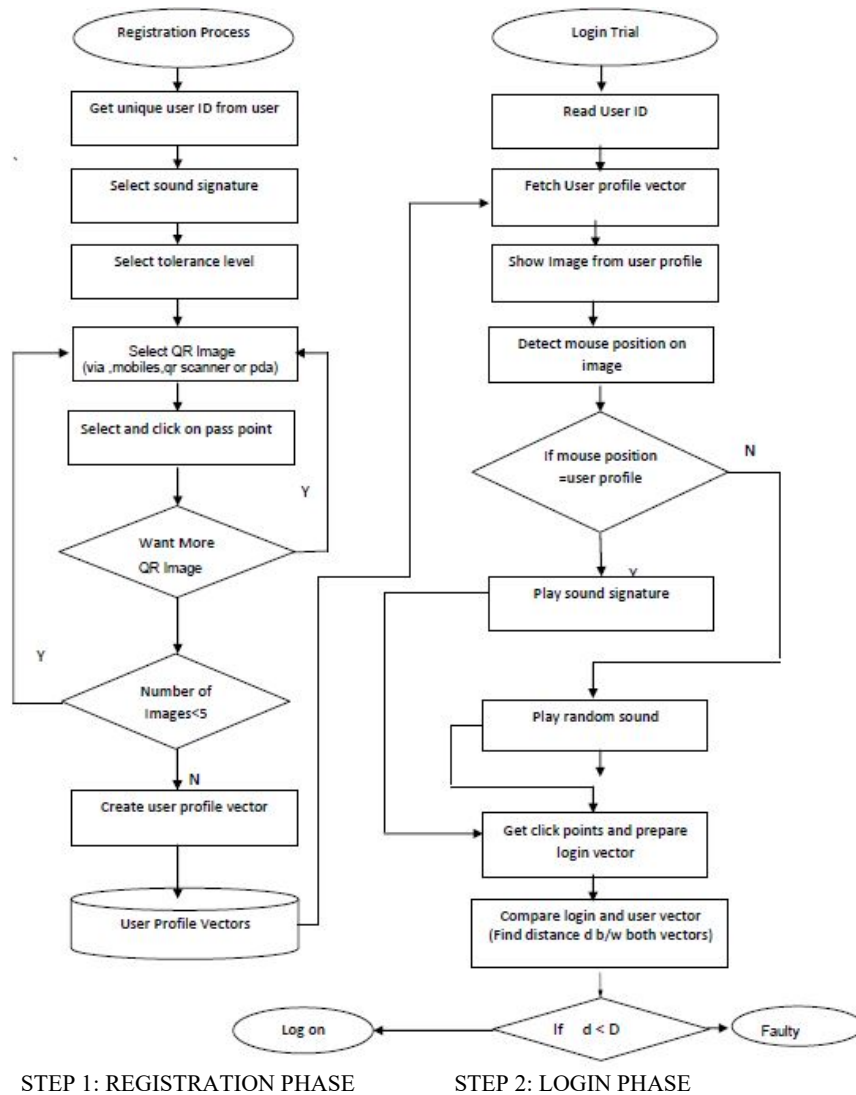 Registration Process
Get unique user ID from user
Select sound signature
Select tolerance level
Select QR Image
(via ,mobiles,qr scanner or pda)
Select and click on pass point
Y
Want More
QR Image
Y
Number of
Images<5
N
Create user profile vector
User Profile Vectors
Login Trial
Read User ID
Fetch User profile vector
Show Image from user profile
Detect mouse position on
image
If mouse position
=user profile
N
Y
Play sound signature
Play random sound
Get click points and prepare
login vector
Compare login and user vector
(Find distance d b/w both vectors)
If d < D
Log on
Faulty
STEP 1: REGISTRATION PHASE
STEP 2: LOGIN PHASE